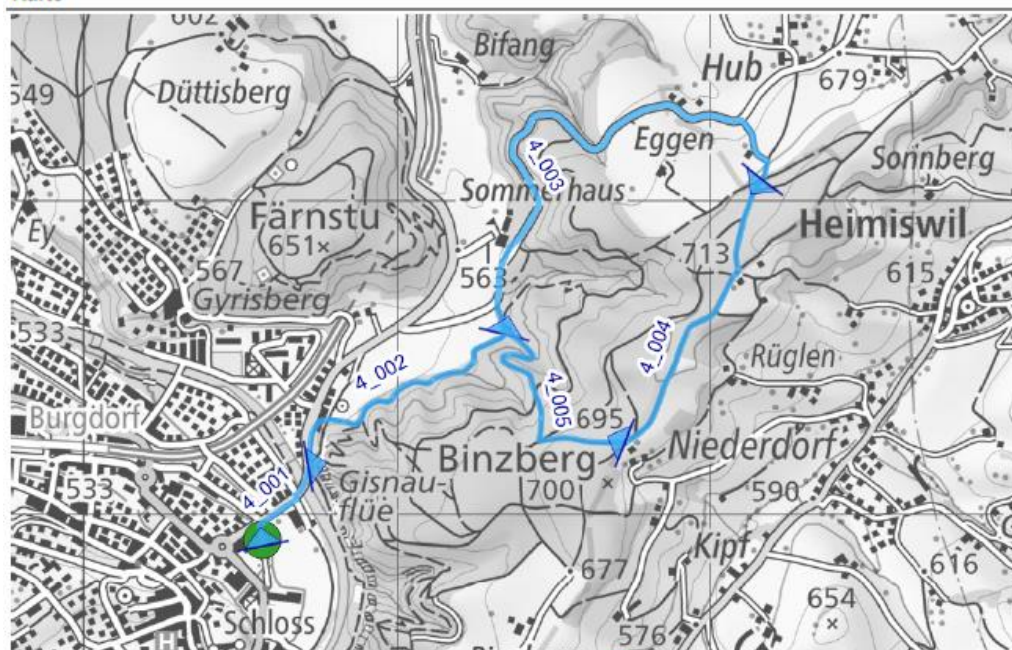 602
Bifang
Hub
549
Düttisberg
679
Eggen
4_003
Sonnberg
Sommerhaus
Färnstu
Ey
651
Heimiswil
713
567
563
615
Gyrisberg
533
4_004
4_002
Rüglen
Burgdorf
4_005
695
Binzberg
Niederdorf
533
4_001
Gisnau-
flüe
700
590
Kipf
677
616
654
Schloss
576
H